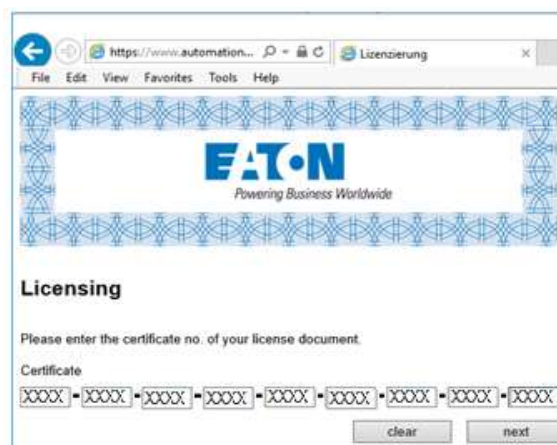 https://www.automation...
Lizenzierung
File Edit View Favorites Tools Help
EATON
Powering Business Worldwide
Licensing
Please enter the certificate no. of your license document.
Certificate
XXXX-XXXX-XXXX-XXXX-XXXX-XXXX-XXXX-XXXX-XXXX
clear next